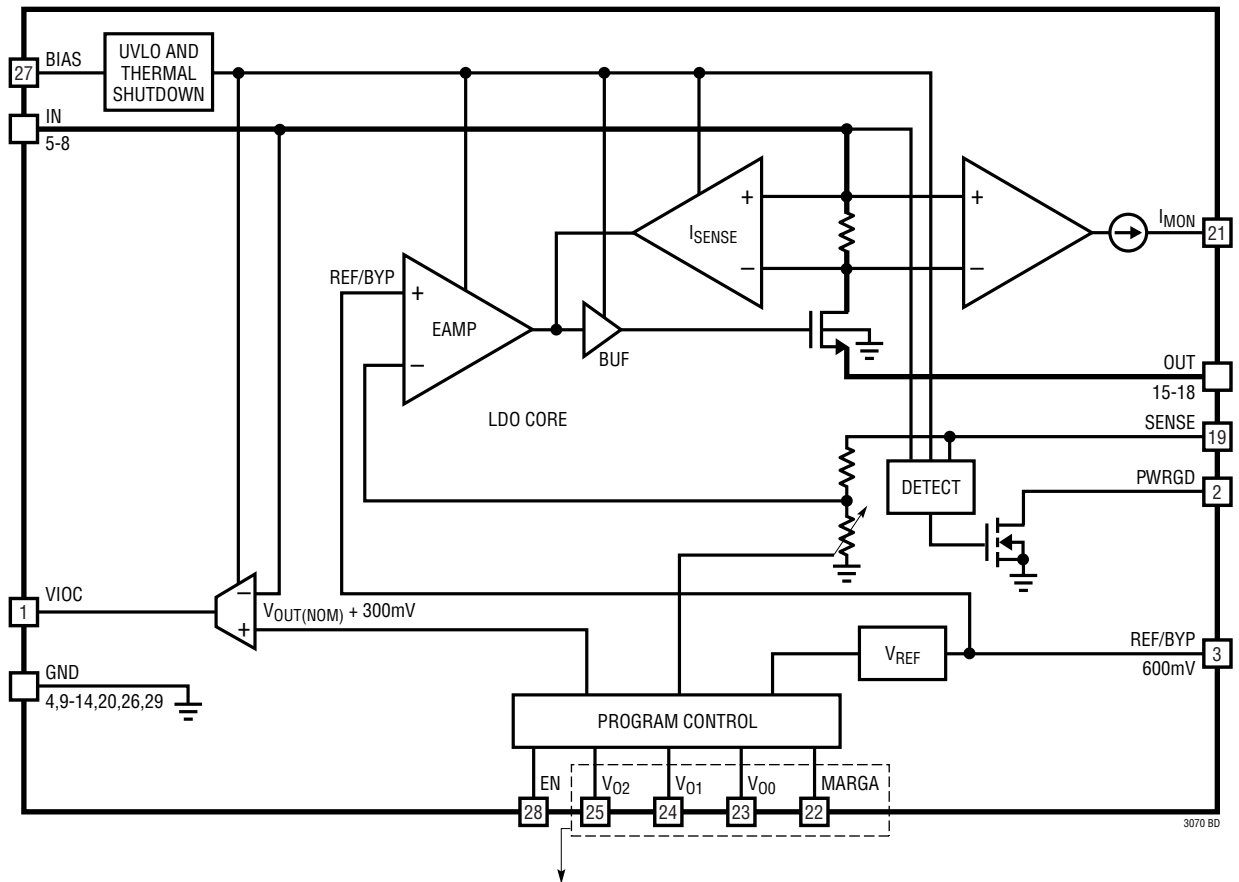 UVLO AND
THERMAL
SHUTDOWN
27
BIAS
IN
5-8
+
ISENSE
–
+
–
IMON
21
REF/BYP
+
EAMP
–
BUF
LDO CORE
OUT
15-18
SENSE
19
DETECT
PWRGD
2
1
VIOC
–
+
VOUT(NOM) + 300mV
VREF
REF/BYP
3
600mV
GND
4,9-14,20,26,29
PROGRAM CONTROL
EN
VO2
VO1
VO0
MARGA
28
25
24
23
22
3070 BD